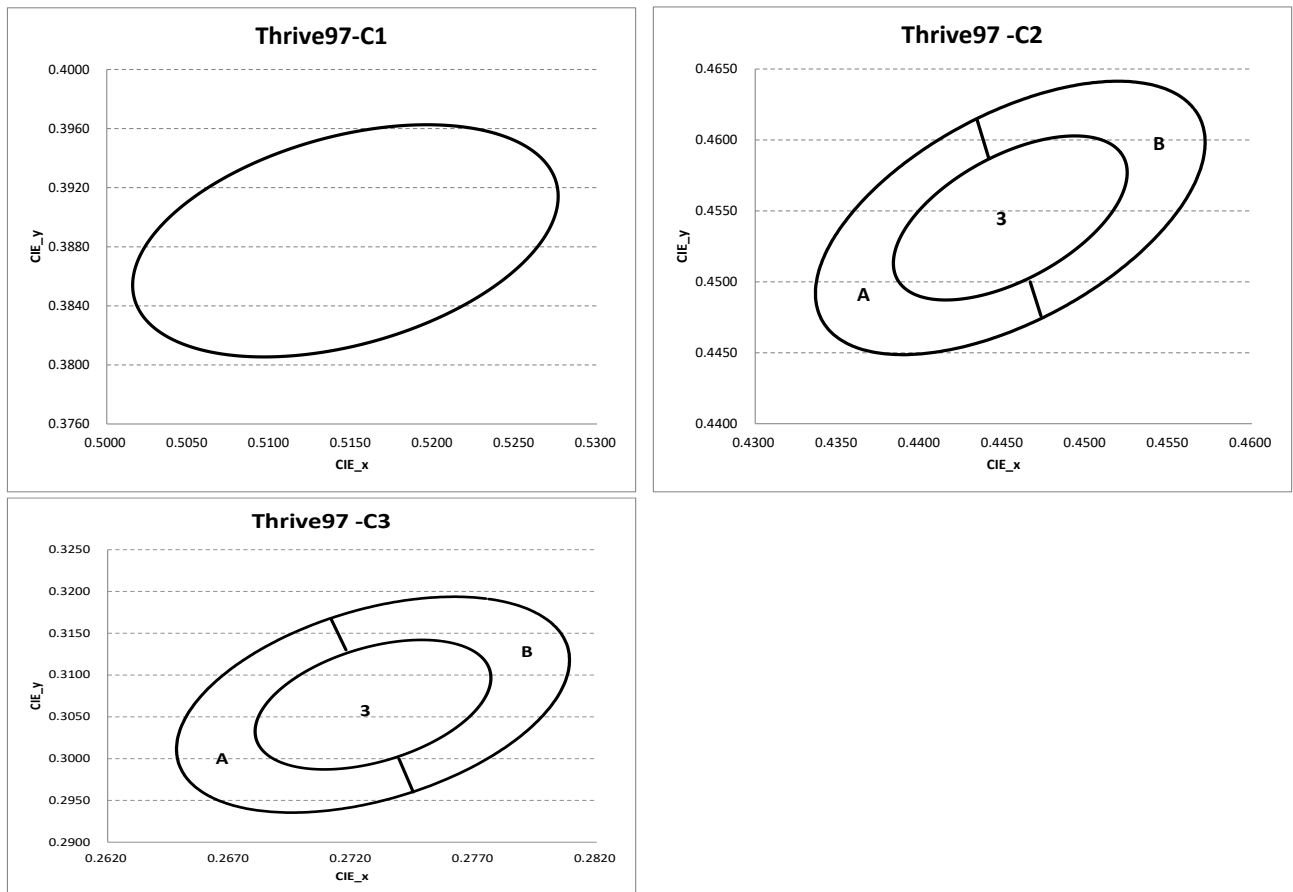 Thrive97-C1
0.4000
0.3960
0.3920
0.3880
0.3840
0.3800
0.3760
CIE_y
0.5000 0.5050 0.5100 0.5150 0.5200 0.5250 0.5300
CIE_x
Thrive97 -C2
0.4650
0.4600
0.4550
0.4500
0.4450
0.4400
CIE_y
B
3
A
0.4300 0.4350 0.4400 0.4450 0.4500 0.4550 0.4600
CIE_x
Thrive97 -C3
0.3250
0.3200
0.3150
0.3100
0.3050
0.3000
0.2950
0.2900
CIE_y
B
3
A
0.2620 0.2670 0.2720 0.2770 0.2820
CIE_x